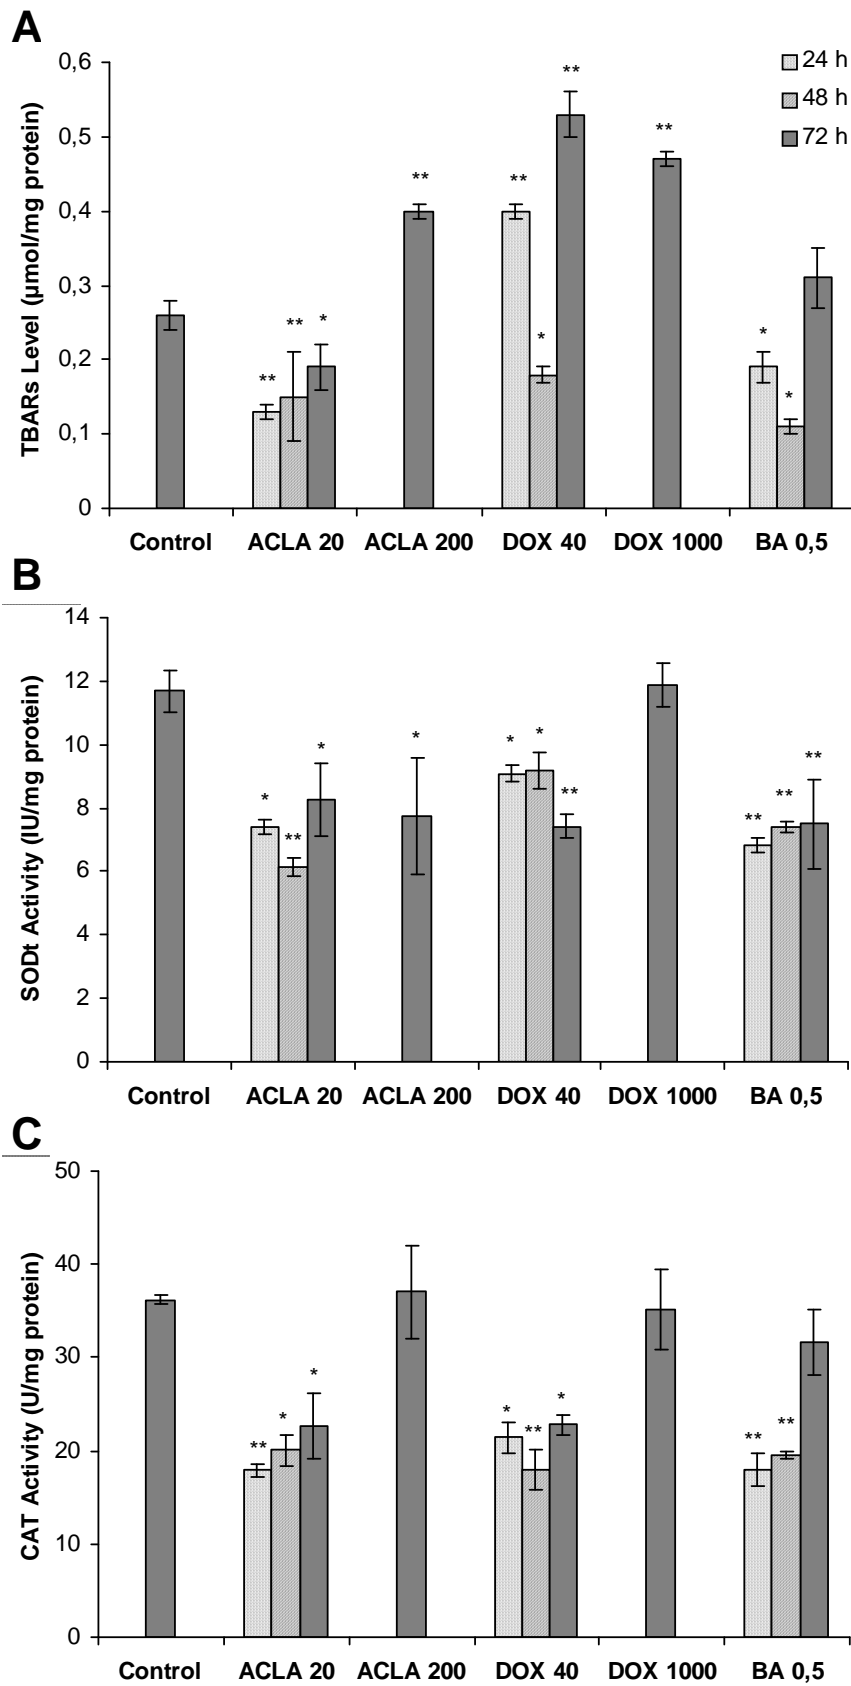 A
TBARs Level (µmol/mg protein)
0,6
0,5
0,4
0,3
0,2
0,1
0
24 h
48 h
72 h
** ** * ** ** * ** ** * *
Control ACLA 20 ACLA 200 DOX 40 DOX 1000 BA 0,5
B
SODt Activity (IU/mg protein)
14
12
10
8
6
4
2
0
* ** * * * * ** ** ** **
Control ACLA 20 ACLA 200 DOX 40 DOX 1000 BA 0,5
C
CAT Activity (U/mg protein)
50
40
30
20
10
0
** * * * ** * ** **
Control ACLA 20 ACLA 200 DOX 40 DOX 1000 BA 0,5